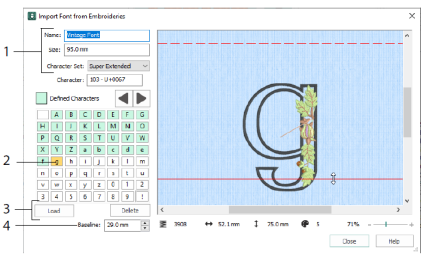 Import Font from Embroideries
Name: Vintage Font
Size: 95.0 mm
Character Set: Super Extended
Character: 103 - U+0067
Defined Characters
A B C D E F G
H I J K L M N O
P Q R S T U V W
X Y Z a b c d e
f g h i j k l m
n o p q r s t u
v w x y z 0 1 2
3 4 5 6 7 8 9 !
Load Delete
Baseline: 29.0 mm
3908 52.1 mm 75.0 mm 5 71% - +
Close Help
1
2
3
4